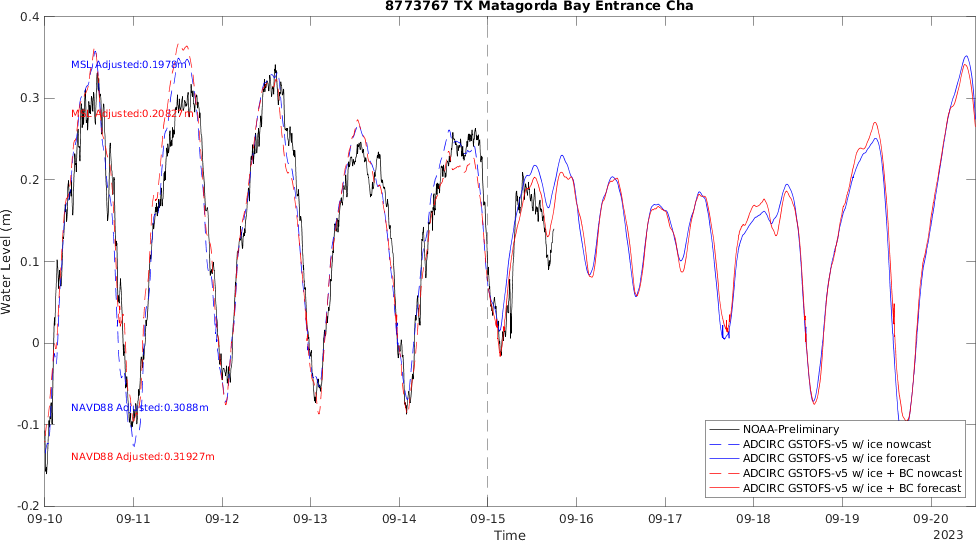 8773767 TX Matagorda Bay Entrance Cha
0.4
0.3
0.2
0.1
0
-0.1
-0.2
Water Level (m)
MSL Adjusted:0.1978m
MSL Adjusted:0.20827m
NAVD88 Adjusted:0.3088m
NAVD88 Adjusted:0.31927m
NOAA-Preliminary
ADCIRC GSTOFS-v5 w/ ice nowcast
ADCIRC GSTOFS-v5 w/ ice forecast
ADCIRC GSTOFS-v5 w/ ice + BC nowcast
ADCIRC GSTOFS-v5 w/ ice + BC forecast
09-10 09-11 09-12 09-13 09-14 09-15 09-16 09-17 09-18 09-19 09-20
Time
2023